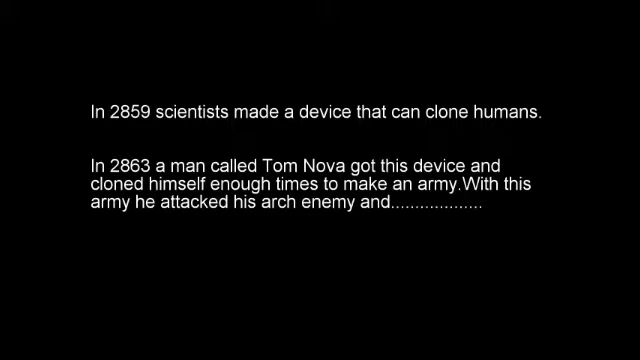 In 2859 scientists made a device that can clone humans.
In 2863 a man called Tom Nova got this device and
cloned himself enough times to make an army.With this
army he attacked his arch enemy and...................